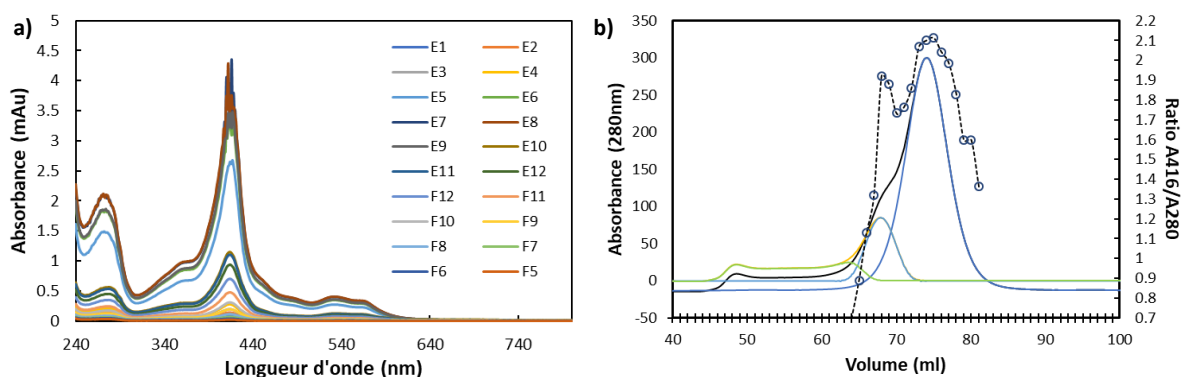 a)
Absorbance (mAu)
5
4.5
4
3.5
3
2.5
2
1.5
1
0.5
0
240 340 440 540 640 740
Longueur d'onde (nm)
E1 E2
E3 E4
E5 E6
E7 E8
E9 E10
E11 E12
F12 F11
F10 F9
F8 F7
F6 F5
b)
Absorbance (280nm)
350
300
250
200
150
100
50
0
-50
40 50 60 70 80 90 100
Volume (ml)
2.2
2.1
2
1.9
1.8
1.7
1.6
1.5
1.4
1.3
1.2
1.1
1
0.9
0.8
0.7
Ratio A416/A280